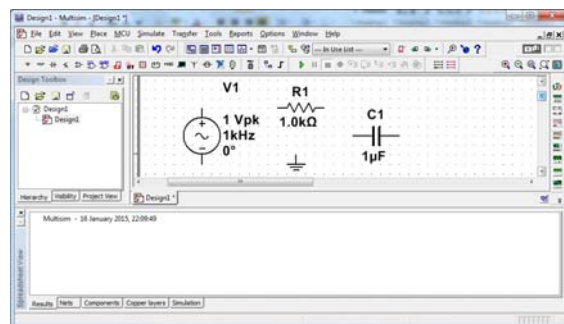 Design1 - Multisim - [Design1 *]
File Edit View Place MCU Simulate Transfer Tools Reports Options Window Help
--- In Use List ---
Design Toolbox
Design1
Design1
V1
1 Vpk
1kHz
0°
R1
1.0kΩ
C1
1µF
Hierarchy Visibility Project View
Design1 *
Multisim - 16 January 2015, 22:09:49
Spreadsheet View
Results Nets Components Copper layers Simulation